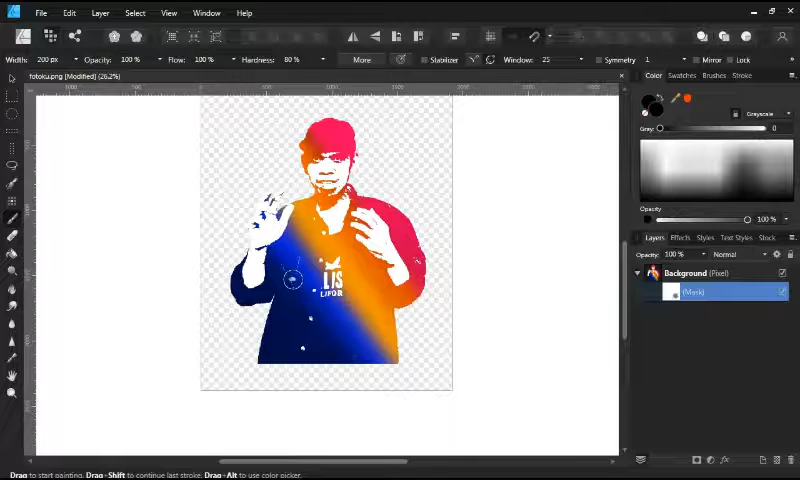 File Edit Layer Select View Window Help
Width: 200 px Opacity: 100 % Flow: 100 % Hardness: 80 % More Stabilizer Window: 25 Symmetry 1 Mirror Lock
fotoku.png [Modified] (26.2%)
Color Swatches Brushes Stroke
Grayscale
Gray: 0
Opacity
100 %
Layers Effects Styles Text Styles Stock
Opacity: 100 % Normal
Background (Pixel)
(Mask)
L IS
L/FOR
Drag to start painting. Drag+Shift to continue last stroke. Drag+Alt to use color picker.